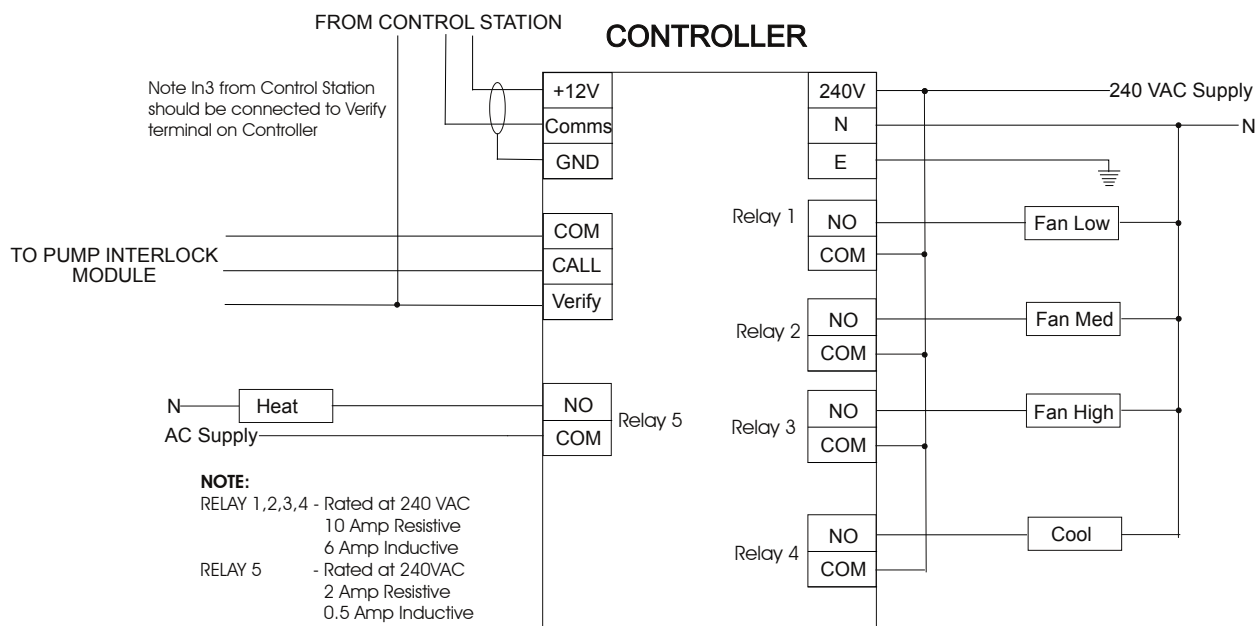 FROM CONTROL STATION
CONTROLLER
Note In3 from Control Station
should be connected to Verify
terminal on Controller
+12V
Comms
GND
240V
N
E
240 VAC Supply
N
COM
CALL
Verify
TO PUMP INTERLOCK
MODULE
Relay 1
NO
COM
Fan Low
Relay 2
NO
COM
Fan Med
N
Heat
AC Supply
NO
COM
Relay 5
Relay 3
NO
COM
Fan High
Relay 4
NO
COM
Cool
NOTE:
RELAY 1,2,3,4 - Rated at 240 VAC
10 Amp Resistive
6 Amp Inductive
RELAY 5 - Rated at 240VAC
2 Amp Resistive
0.5 Amp Inductive